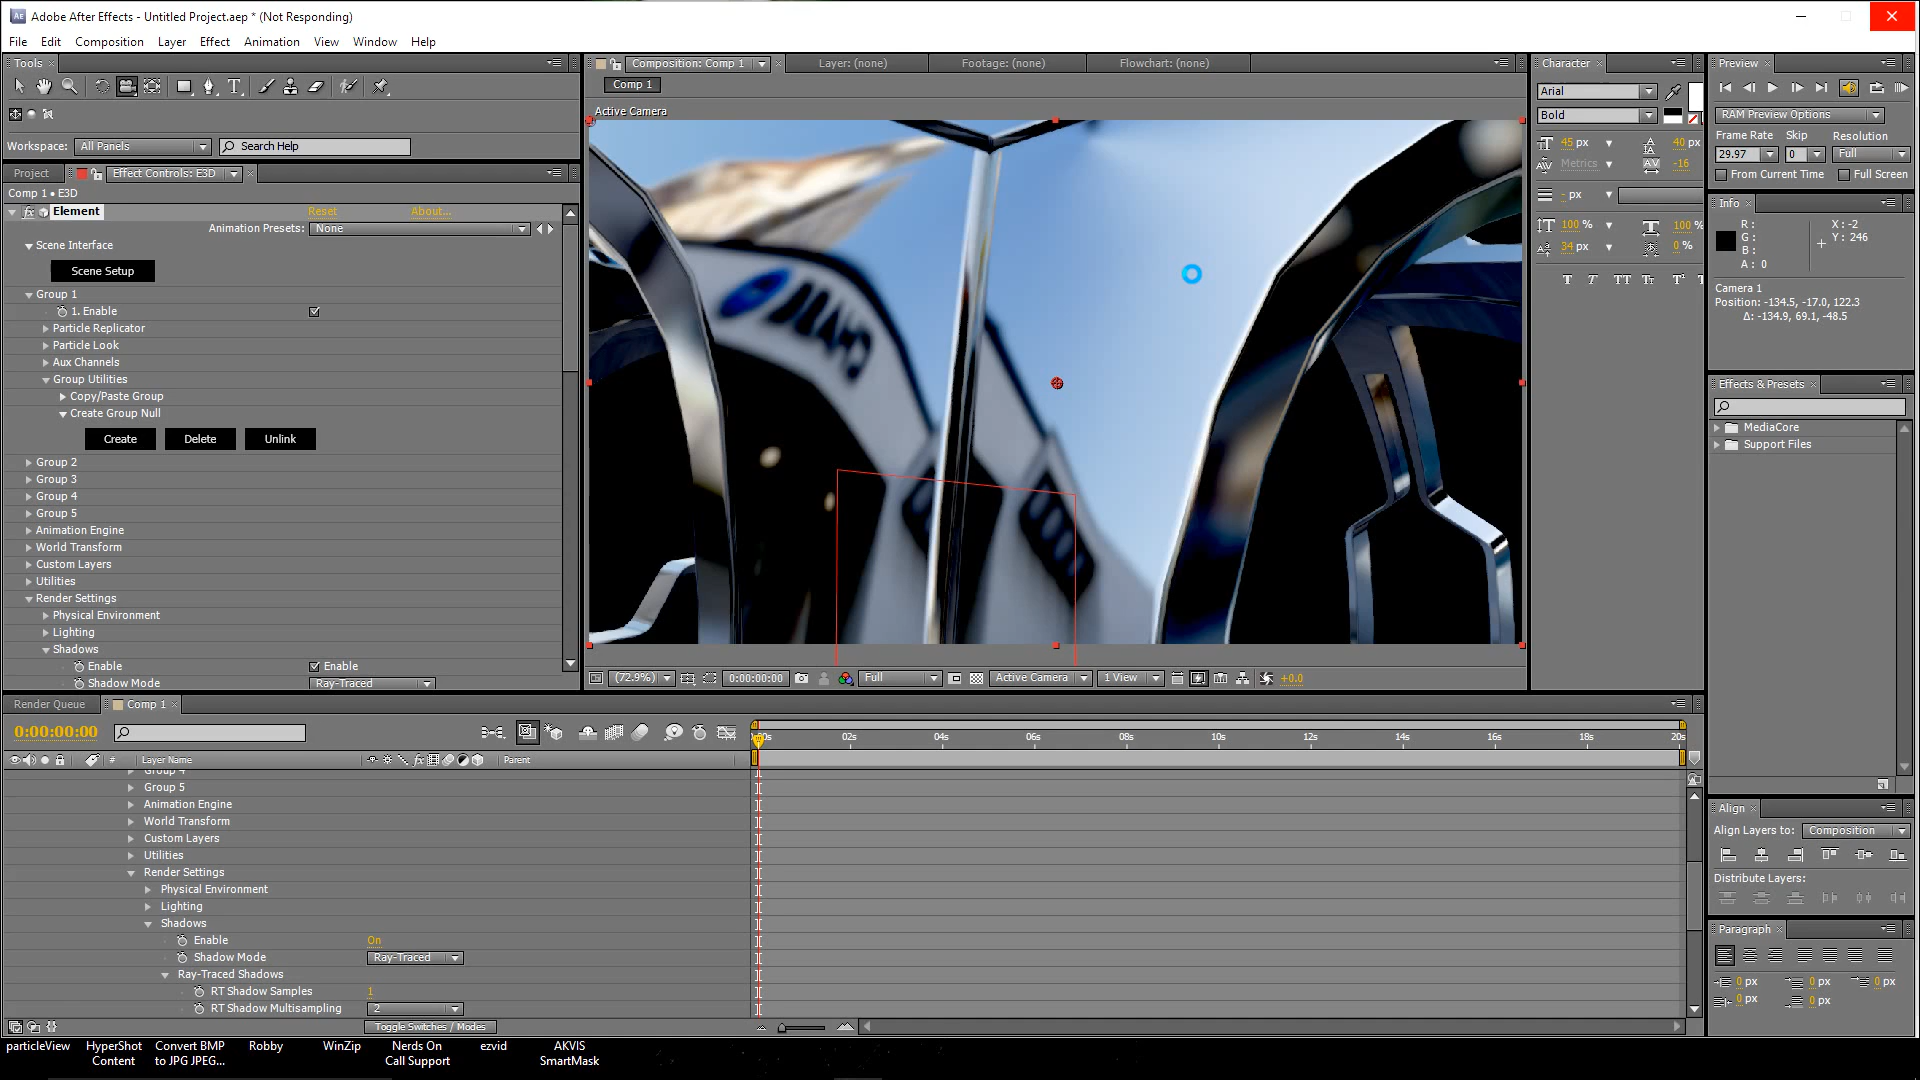 Adobe After Effects - Untitled Project.aep * (Not Responding)
File Edit Composition Layer Effect Animation View Window Help
Tools
Workspace: All Panels Search Help
Project Effect Controls: E3D
Comp 1 • E3D
Element Reset About...
Animation Presets: None
Scene Interface
Scene Setup
Group 1
1. Enable
Particle Replicator
Particle Look
Aux Channels
Group Utilities
Copy/Paste Group
Create Group Null
Create Delete Unlink
Group 2
Group 3
Group 4
Group 5
Animation Engine
World Transform
Custom Layers
Utilities
Render Settings
Physical Environment
Lighting
Shadows
Enable Enable
Shadow Mode Ray-Traced
Composition: Comp 1 Layer: (none) Footage: (none) Flowchart: (none)
Comp 1
Active Camera
(72.9%) 0:00:00:00 Full Active Camera 1 View +0.0
Character
Arial
Bold
45 px 40 px
Metrics -16
- px
100 % 100 %
34 px 0 %
Preview
RAM Preview Options
Frame Rate Skip Resolution
29.97 0 Full
From Current Time Full Screen
Info
R: X: -2
G: Y: 246
B:
A: 0
Camera 1
Position: -134.5, -17.0, 122.3
Δ: -134.9, 69.1, -48.5
Effects & Presets
MediaCore
Support Files
Align
Align Layers to: Composition
Distribute Layers:
Paragraph
0 px 0 px 0 px
0 px 0 px
Render Queue Comp 1
0:00:00:00
# Layer Name Parent
02s 04s 06s 08s 10s 12s 14s 16s 18s 20s
Group 4
Group 5
Animation Engine
World Transform
Custom Layers
Utilities
Render Settings
Physical Environment
Lighting
Shadows
Enable On
Shadow Mode Ray-Traced
Ray-Traced Shadows
RT Shadow Samples 1
RT Shadow Multisampling 2
Toggle Switches / Modes
particleView HyperShot Content Convert BMP to JPG JPEG... Robby WinZip Nerds On Call Support ezvid AKVIS SmartMask